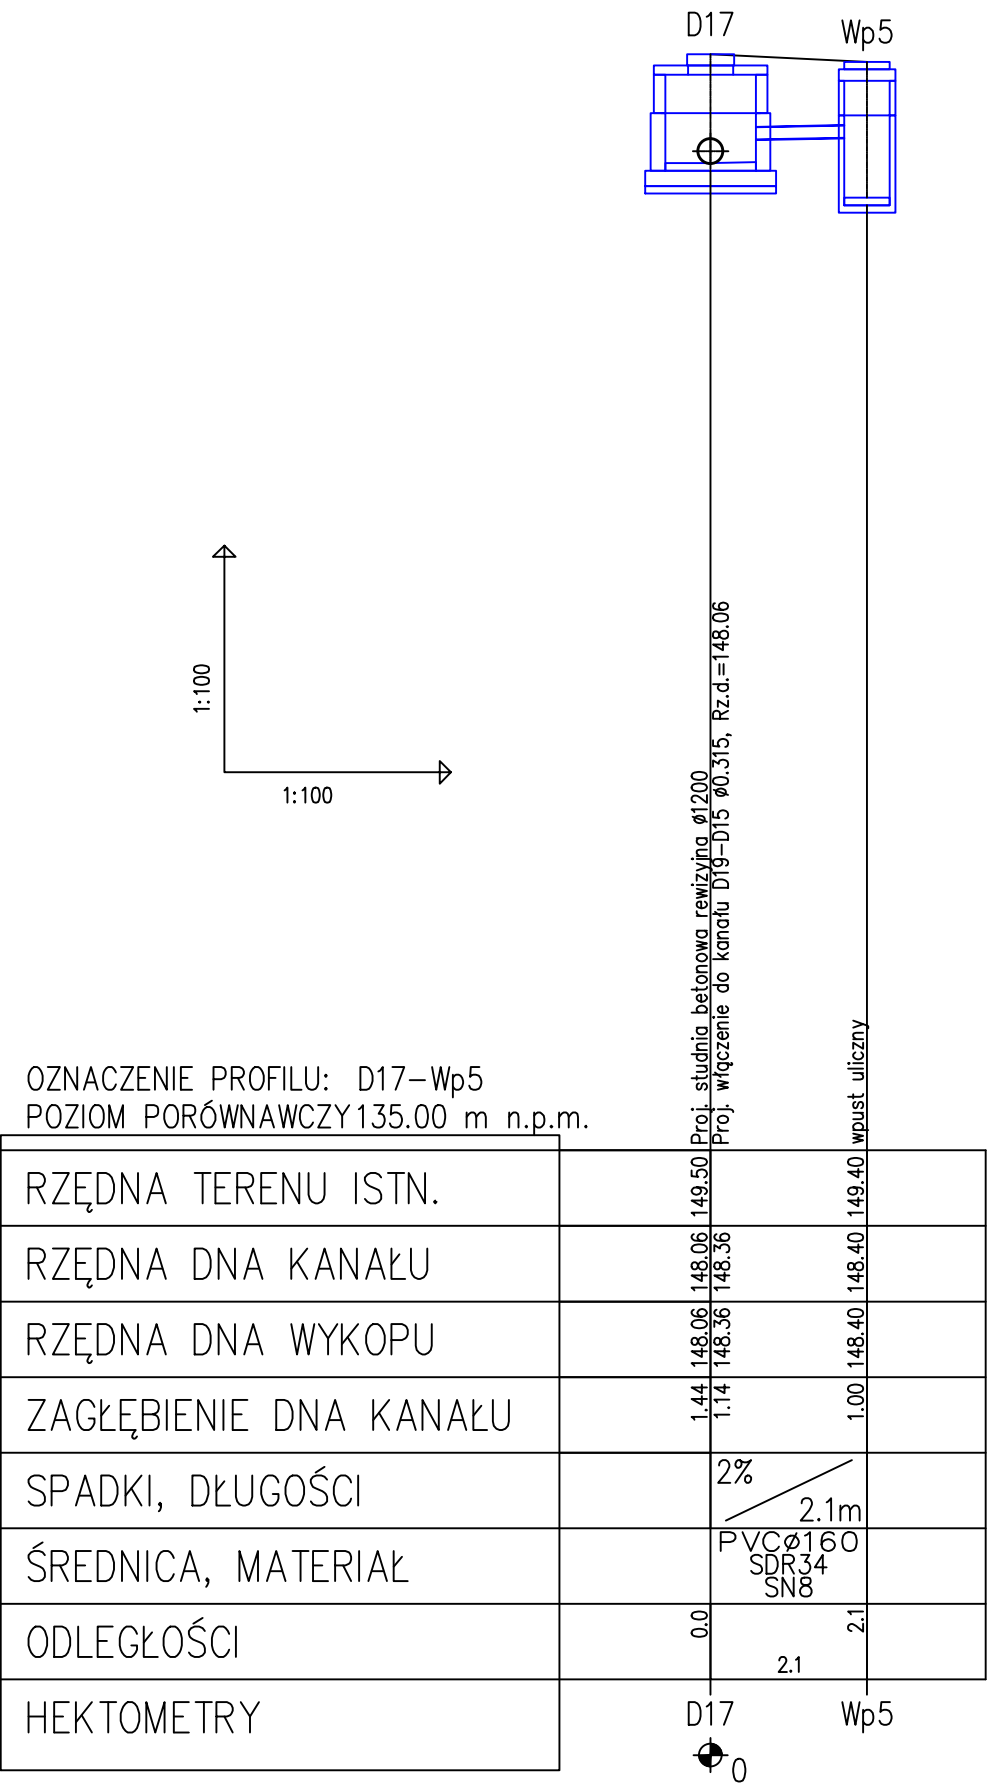 D17
Wp5
1:100
1:100
Proj. studnia betonowa rewizyjna ø1200
Proj. włączenie do kanału D19-D15 ø0.315, Rz.d.=148.06
wpust uliczny
OZNACZENIE PROFILU: D17-Wp5
POZIOM PORÓWNAWCZY 135.00 m n.p.m.
RZĘDNA TERENU ISTN.
149.50
149.40
RZĘDNA DNA KANAŁU
148.06
148.36
148.40
RZĘDNA DNA WYKOPU
148.06
148.36
148.40
ZAGŁĘBIENIE DNA KANAŁU
1.44
1.14
1.00
SPADKI, DŁUGOŚCI
2%
2.1m
ŚREDNICA, MATERIAŁ
PVCø160
SDR34
SN8
ODLEGŁOŚCI
0.0
2.1
2.1
HEKTOMETRY
D17
Wp5
0